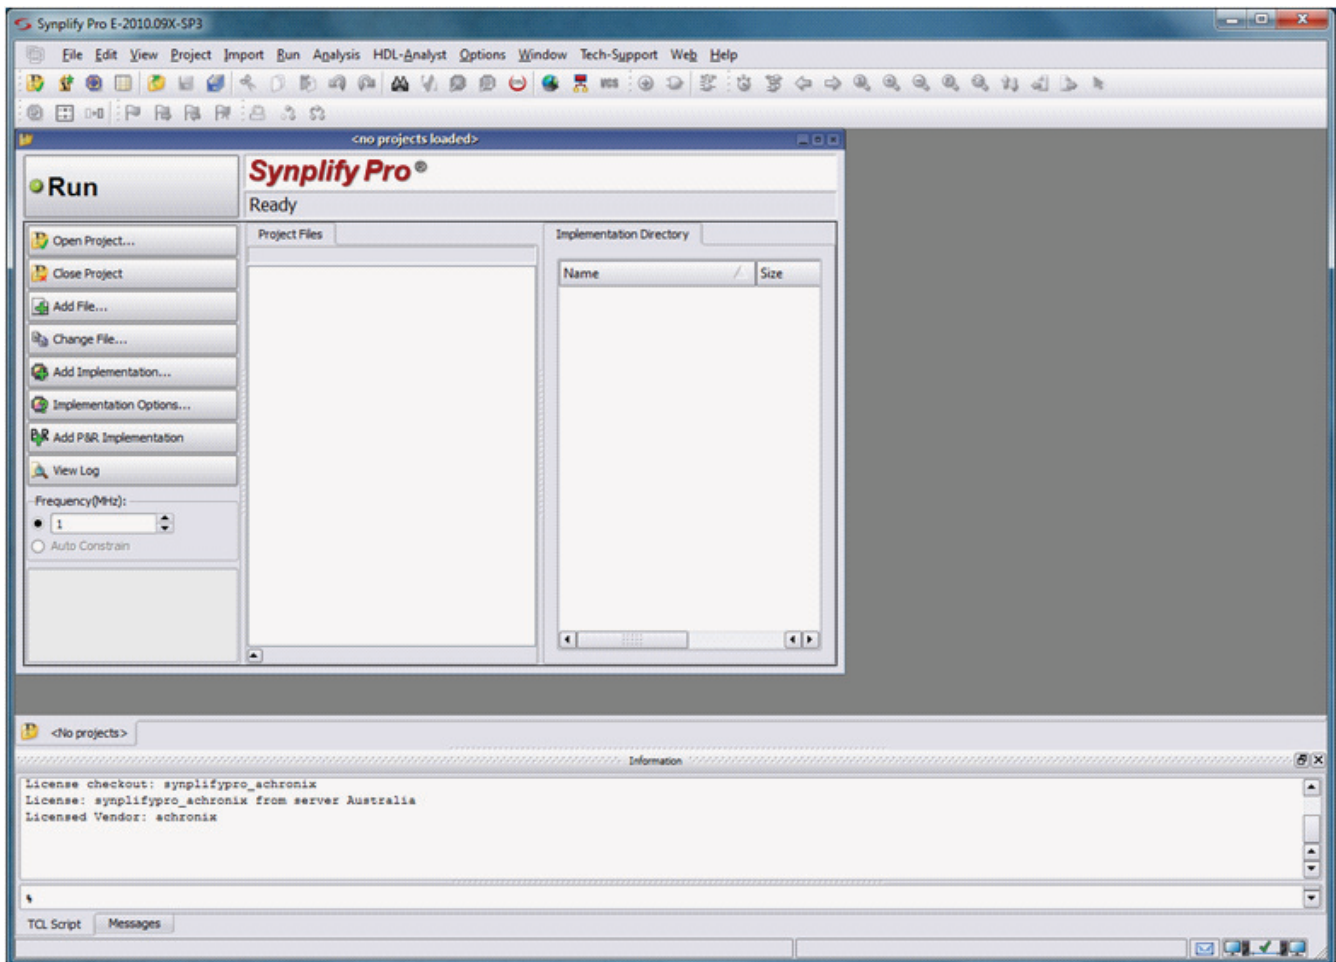 Synplify Pro E-2010.09X-SP3
File Edit View Project Import Run Analysis HDL-Analyst Options Window Tech-Support Web Help
VCS
<no projects loaded>
Run
Synplify Pro®
Ready
Open Project...
Project Files
Implementation Directory
Close Project
Name
Size
Add File...
Change File...
Add Implementation...
Implementation Options...
Add P&R Implementation
View Log
Frequency(MHz):
1
Auto Constrain
<No projects>
Information
License checkout: synplifypro_achronix
License: synplifypro_achronix from server Australia
Licensed Vendor: achronix
%
TCL Script
Messages